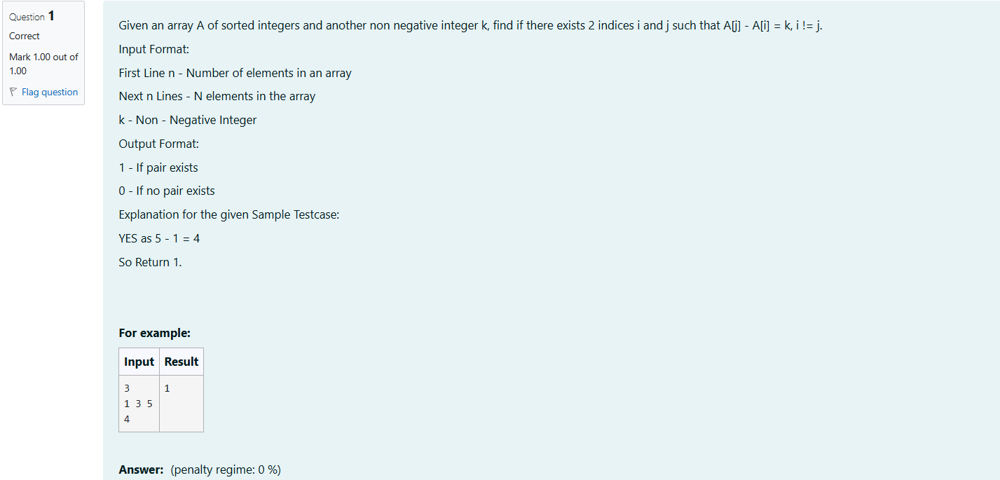 Question 1
Correct
Mark 1.00 out of
1.00
Flag question
Given an array A of sorted integers and another non negative integer k, find if there exists 2 indices i and j such that A[j] - A[i] = k, i != j.
Input Format:
First Line n - Number of elements in an array
Next n Lines - N elements in the array
k - Non - Negative Integer
Output Format:
1 - If pair exists
0 - If no pair exists
Explanation for the given Sample Testcase:
YES as 5 - 1 = 4
So Return 1.
For example:
Input Result
3 1
1 3 5
4
Answer: (penalty regime: 0 %)